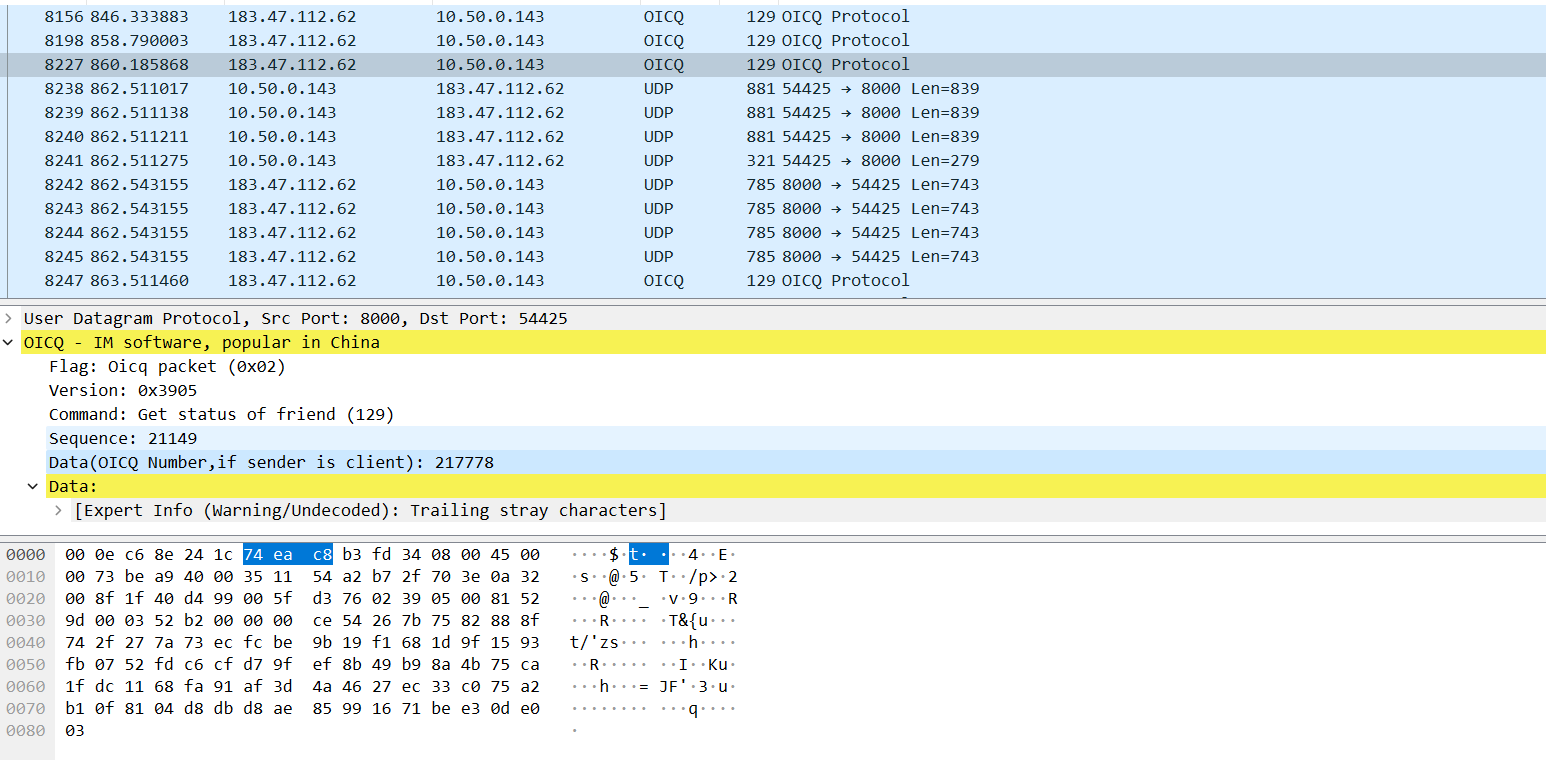 8156 846.333883 183.47.112.62 10.50.0.143 OICQ 129 OICQ Protocol
8198 858.790003 183.47.112.62 10.50.0.143 OICQ 129 OICQ Protocol
8227 860.185868 183.47.112.62 10.50.0.143 OICQ 129 OICQ Protocol
8238 862.511017 10.50.0.143 183.47.112.62 UDP 881 54425 → 8000 Len=839
8239 862.511138 10.50.0.143 183.47.112.62 UDP 881 54425 → 8000 Len=839
8240 862.511211 10.50.0.143 183.47.112.62 UDP 881 54425 → 8000 Len=839
8241 862.511275 10.50.0.143 183.47.112.62 UDP 321 54425 → 8000 Len=279
8242 862.543155 183.47.112.62 10.50.0.143 UDP 785 8000 → 54425 Len=743
8243 862.543155 183.47.112.62 10.50.0.143 UDP 785 8000 → 54425 Len=743
8244 862.543155 183.47.112.62 10.50.0.143 UDP 785 8000 → 54425 Len=743
8245 862.543155 183.47.112.62 10.50.0.143 UDP 785 8000 → 54425 Len=743
8247 863.511460 183.47.112.62 10.50.0.143 OICQ 129 OICQ Protocol
User Datagram Protocol, Src Port: 8000, Dst Port: 54425
OICQ - IM software, popular in China
Flag: Oicq packet (0x02)
Version: 0x3905
Command: Get status of friend (129)
Sequence: 21149
Data(OICQ Number,if sender is client): 217778
Data:
[Expert Info (Warning/Undecoded): Trailing stray characters]
0000 00 0e c6 8e 24 1c 74 ea c8 b3 fd 34 08 00 45 00 ····$·t· ···4··E·
0010 00 73 be a9 40 00 35 11 54 a2 b7 2f 70 3e 0a 32 ·s··@·5· T··/p>·2
0020 00 8f 1f 40 d4 99 00 5f d3 76 02 39 05 00 81 52 ···@···_ ·v·9···R
0030 9d 00 03 52 b2 00 00 00 ce 54 26 7b 75 82 88 8f ···R···· ·T&{u···
0040 74 2f 27 7a 73 ec fc be 9b 19 f1 68 1d 9f 15 93 t/'zs··· ···h····
0050 fb 07 52 fd c6 cf d7 9f ef 8b 49 b9 8a 4b 75 ca ··R····· ··I··Ku·
0060 1f dc 11 68 fa 91 af 3d 4a 46 27 ec 33 c0 75 a2 ···h···= JF'·3·u·
0070 b1 0f 81 04 d8 db d8 ae 85 99 16 71 be e3 0d e0 ········ ···q····
0080 03 ·